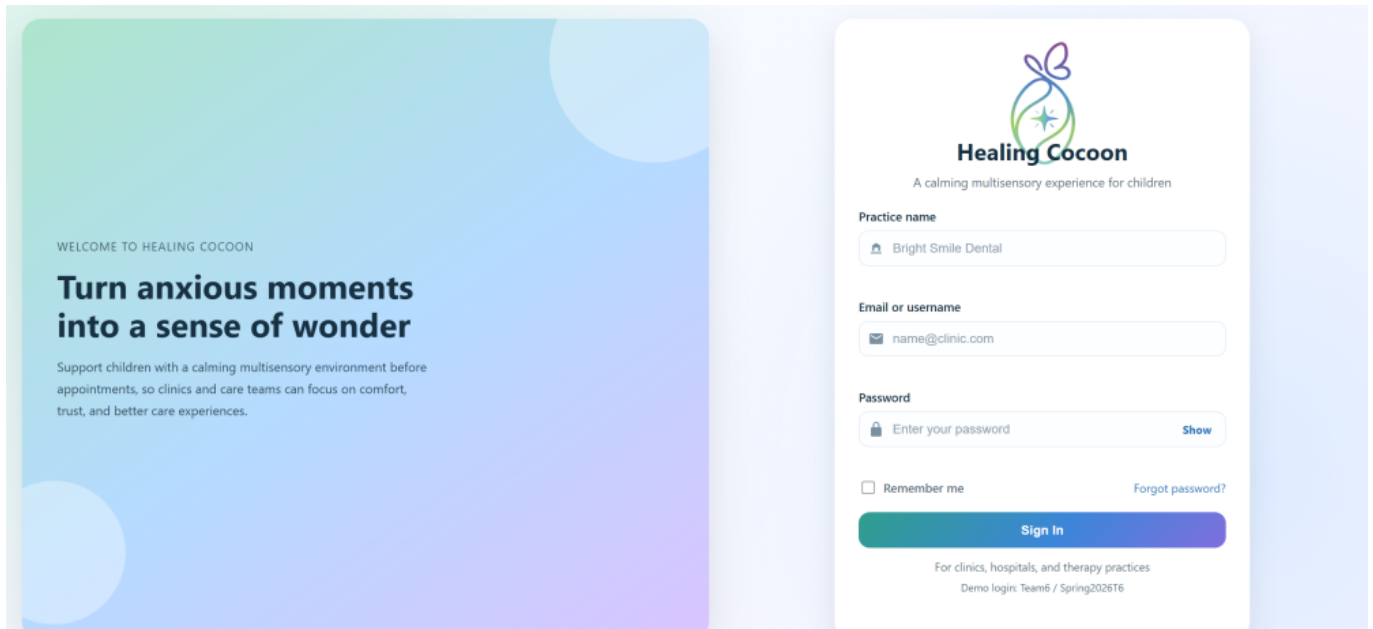 WELCOME TO HEALING COCOON
Turn anxious moments
into a sense of wonder
Support children with a calming multisensory environment before
appointments, so clinics and care teams can focus on comfort,
trust, and better care experiences.
Healing Cocoon
A calming multisensory experience for children
Practice name
Bright Smile Dental
Email or username
name@clinic.com
Password
Enter your password
Show
Remember me
Forgot password?
Sign In
For clinics, hospitals, and therapy practices
Demo login: Team6 / Spring2026T6